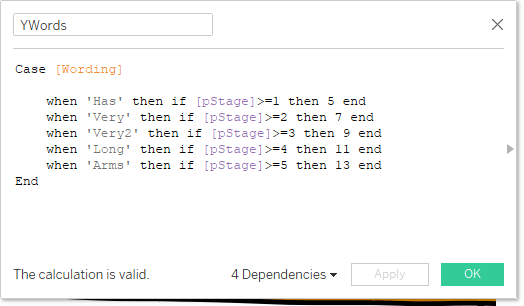 YWords
Case [Wording]
when 'Has' then if [pStage]>=1 then 5 end
when 'Very' then if [pStage]>=2 then 7 end
when 'Very2' then if [pStage]>=3 then 9 end
when 'Long' then if [pStage]>=4 then 11 end
when 'Arms' then if [pStage]>=5 then 13 end
End
The calculation is valid. 4 Dependencies Apply OK